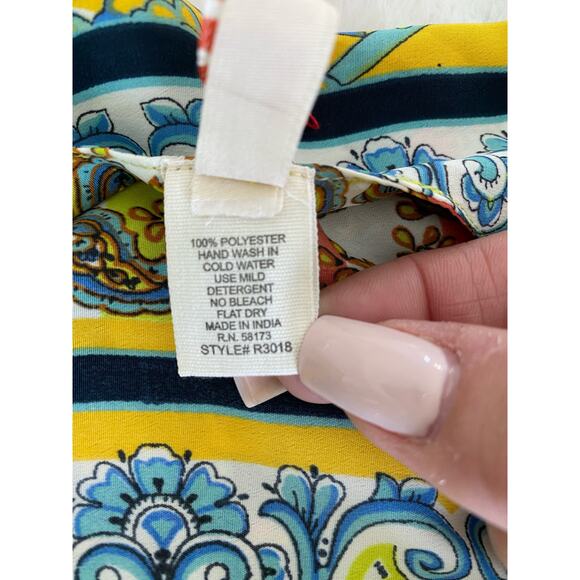 100% POLYESTER
HAND WASH IN
COLD WATER
USE MILD
DETERGENT
NO BLEACH
FLAT DRY
MADE IN INDIA
R.N. 58173
STYLE# R3018